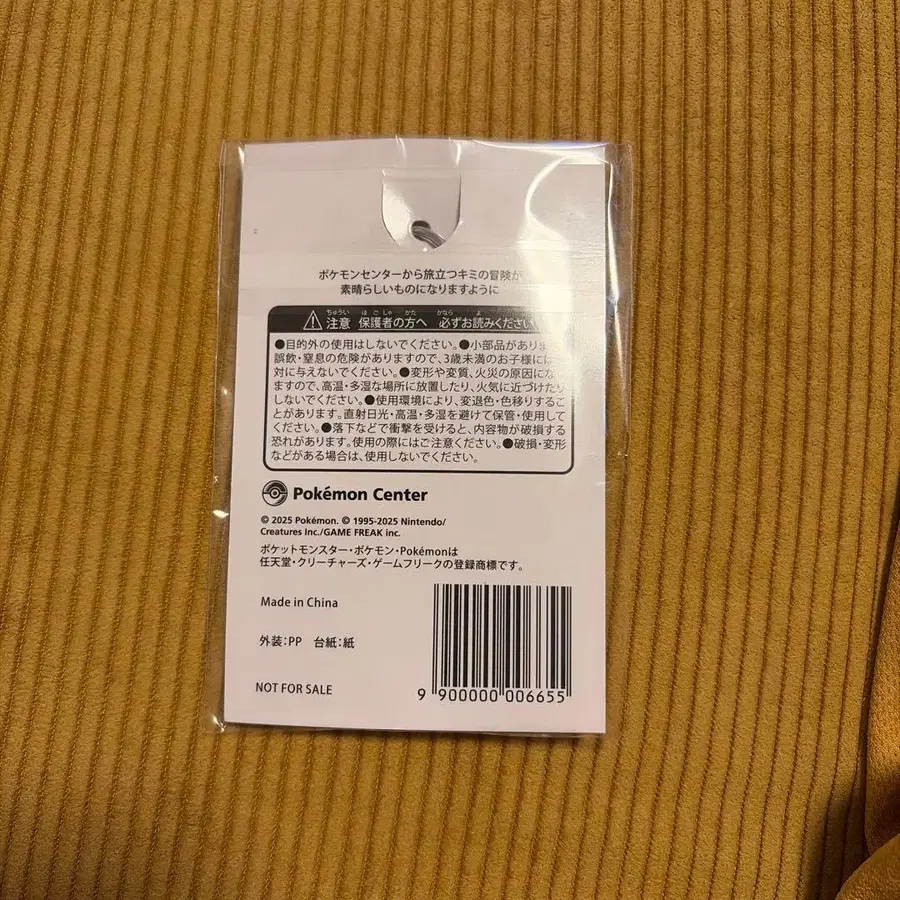 ポケモンセンターから旅立つキミの冒険が
素晴らしいものになりますように
ちゅうい ほごしゃ かた かなら よ
注意 保護者の方へ 必ずお読みください
●目的外の使用はしないでください。●小部品があり
誤飲・窒息の危険がありますので、3歳未満のお子様には
対に与えないでください。●変形や変質、火災の原因にな
ますので、高温・多湿な場所に放置したり、火気に近づけたり
しないでください。●使用環境により、変退色・色移りするこ
とがあります。直射日光・高温・多湿を避けて保管・使用して
ください。●落下などで衝撃を受けると、内容物が破損する
恐れがあります。使用の際にはご注意ください。●破損・変形
などがある場合は、使用しないでください。
Pokémon Center
© 2025 Pokémon. © 1995-2025 Nintendo/
Creatures Inc./GAME FREAK inc.
ポケットモンスター・ポケモン・Pokémonは
任天堂・クリーチャーズ・ゲームフリークの登録商標です。
Made in China
外装:PP 台紙:紙
NOT FOR SALE
9 900000 006655